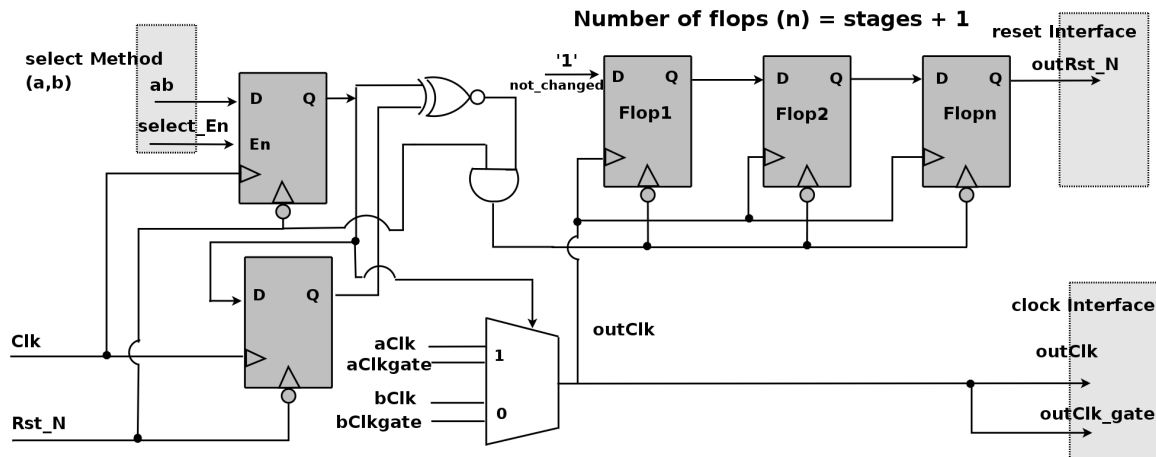 Number of flops (n) = stages + 1
select Method
(a,b)
ab
select_En
D
Q
En
'1'
not_changed
D
Q
Flop1
D
Q
Flop2
D
Q
Flopn
reset Interface
outRst_N
D
Q
Clk
Rst_N
aClk
aClkgate
bClk
bClkgate
1
0
outClk
clock Interface
outClk
outClk_gate